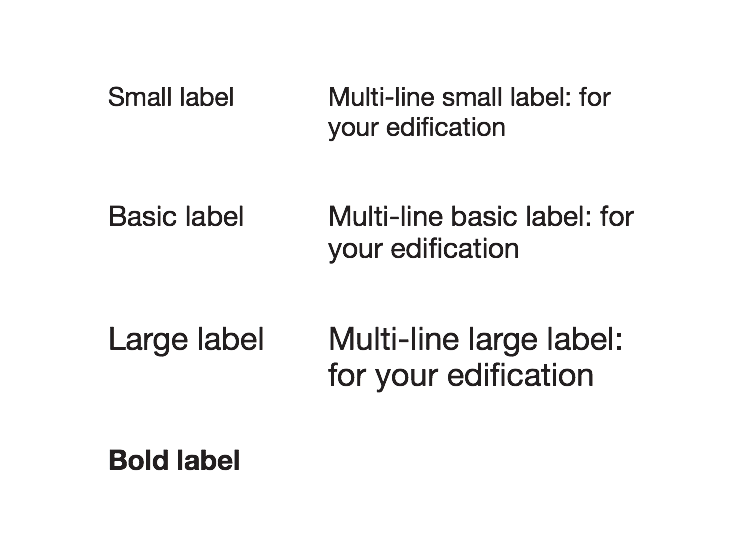 Small label
Multi-line small label: for
your edification
Basic label
Multi-line basic label: for
your edification
Large label
Multi-line large label:
for your edification
Bold label